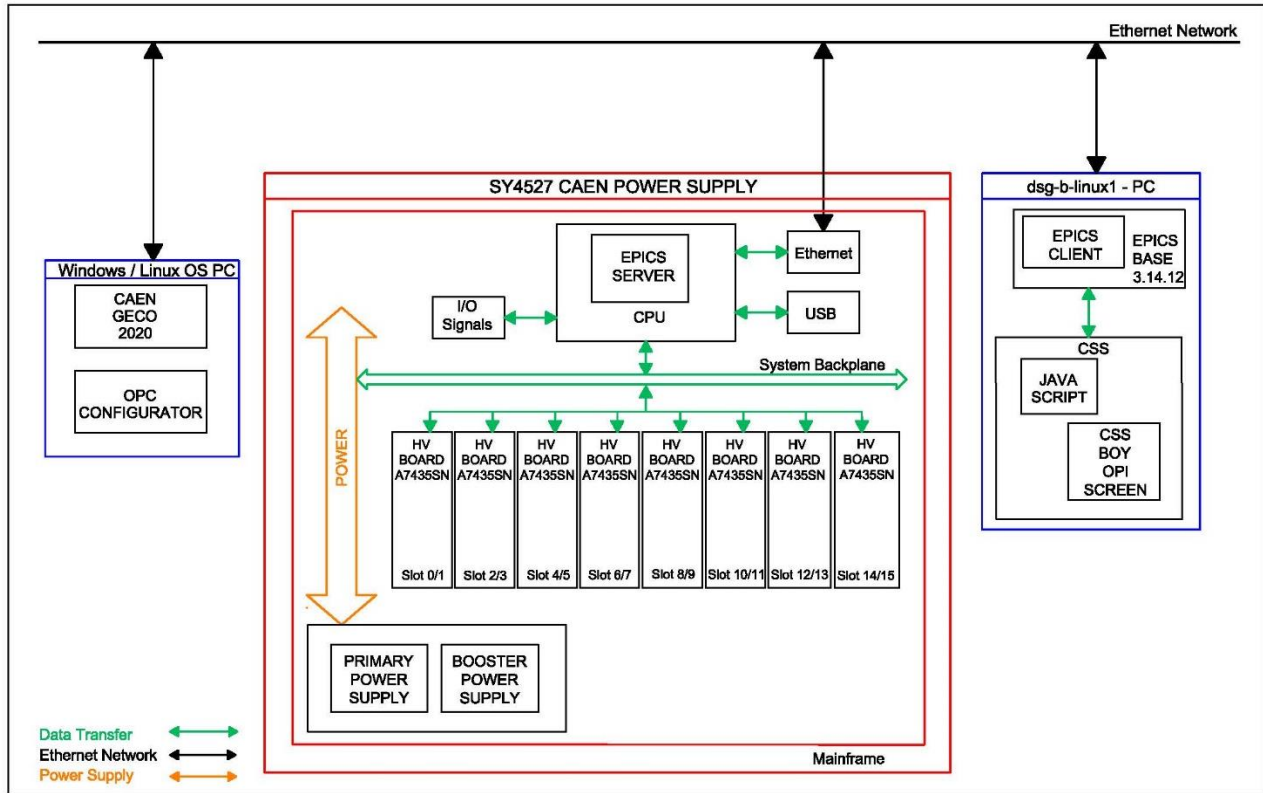 Ethernet Network
Windows / Linux OS PC
CAEN
GECO
2020
OPC
CONFIGURATOR
SY4527 CAEN POWER SUPPLY
EPICS
SERVER
CPU
Ethernet
USB
I/O
Signals
System Backplane
POWER
HV
BOARD
A7435SN
Slot 0/1
HV
BOARD
A7435SN
Slot 2/3
HV
BOARD
A7435SN
Slot 4/5
HV
BOARD
A7435SN
Slot 6/7
HV
BOARD
A7435SN
Slot 8/9
HV
BOARD
A7435SN
Slot 10/11
HV
BOARD
A7435SN
Slot 12/13
HV
BOARD
A7435SN
Slot 14/15
PRIMARY
POWER
SUPPLY
BOOSTER
POWER
SUPPLY
Mainframe
dsg-b-linux1 - PC
EPICS
CLIENT
EPICS
BASE
3.14.12
CSS
JAVA
SCRIPT
CSS
BOY
OPI
SCREEN
Data Transfer
Ethernet Network
Power Supply